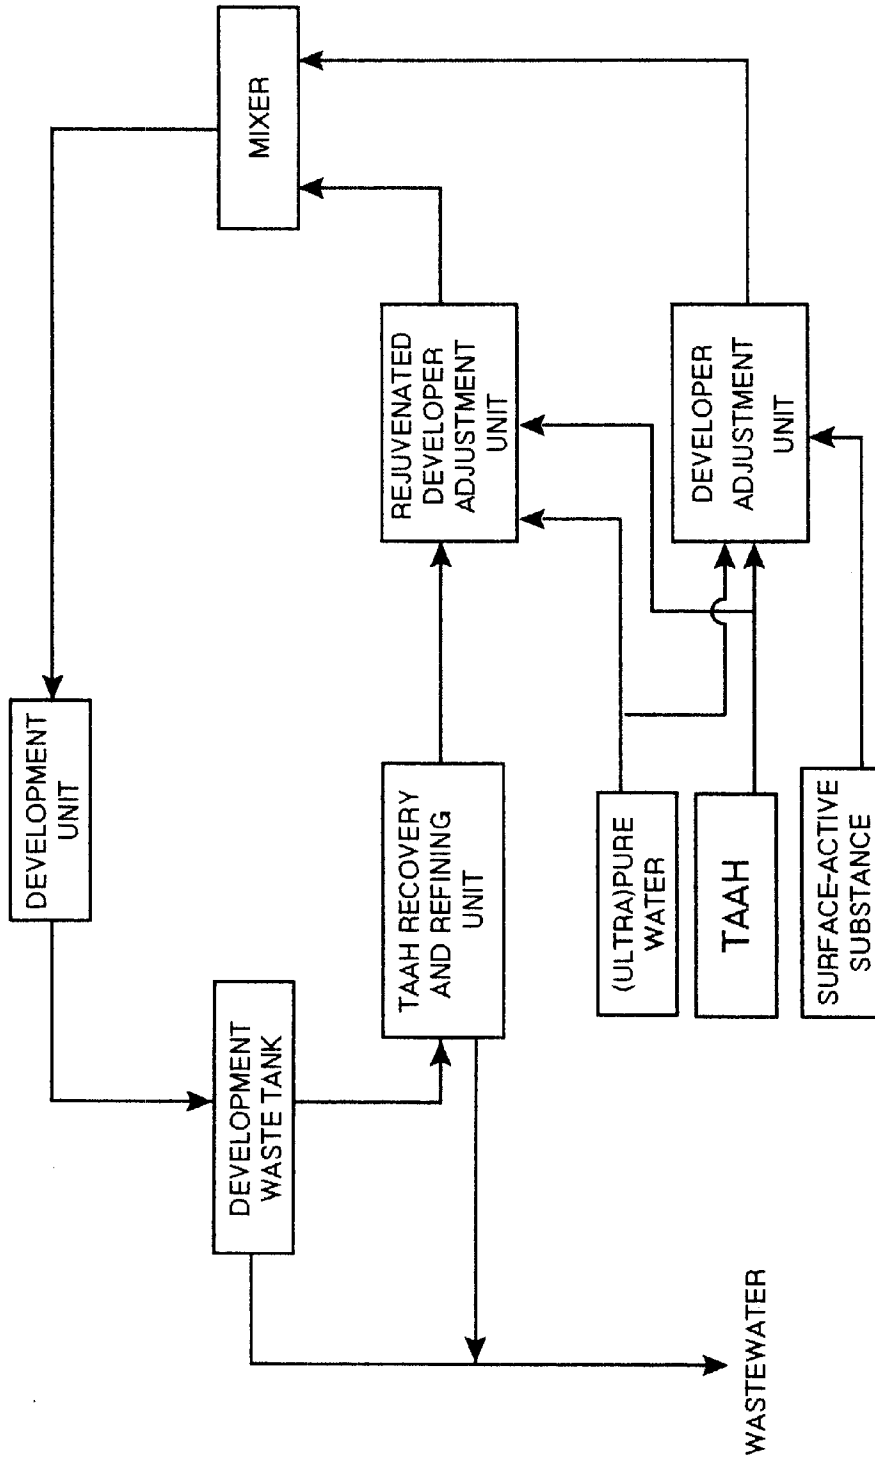 DEVELOPMENT
UNIT
DEVELOPMENT
WASTE TANK
MIXER
TAAH RECOVERY
AND REFINING
UNIT
REJUVENATED
DEVELOPER
ADJUSTMENT
UNIT
(ULTRA)PURE
WATER
TAAH
SURFACE-ACTIVE
SUBSTANCE
DEVELOPER
ADJUSTMENT
UNIT
WASTEWATER